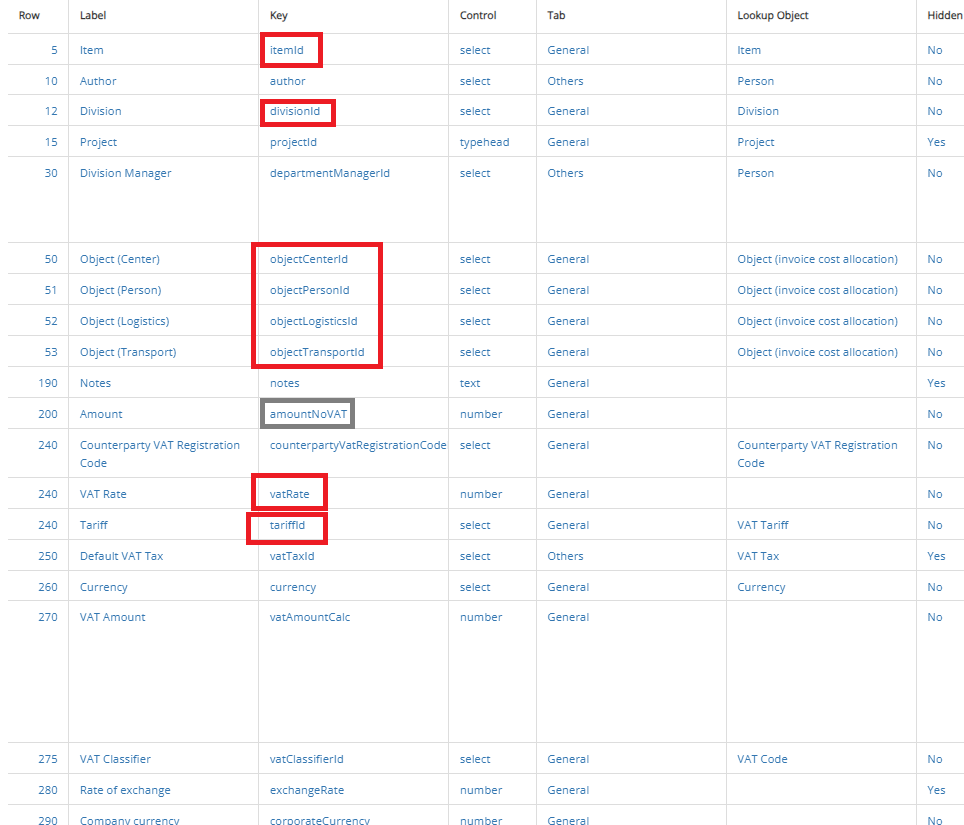 Row Label Key Control Tab Lookup Object Hidden
5 Item itemId select General Item No
10 Author author select Others Person No
12 Division divisionId select General Division No
15 Project projectId typehead General Project Yes
30 Division Manager departmentManagerId select Others Person No
50 Object (Center) objectCenterId select General Object (invoice cost allocation) No
51 Object (Person) objectPersonId select General Object (invoice cost allocation) No
52 Object (Logistics) objectLogisticsId select General Object (invoice cost allocation) No
53 Object (Transport) objectTransportId select General Object (invoice cost allocation) No
190 Notes notes text General Yes
200 Amount amountNoVAT number General No
240 Counterparty VAT Registration counterpartyVatRegistrationCode select General Counterparty VAT Registration No
Code Code
240 VAT Rate vatRate number General No
240 Tariff tariffId select General VAT Tariff No
250 Default VAT Tax vatTaxId select Others VAT Tax Yes
260 Currency currency select General Currency No
270 VAT Amount vatAmountCalc number General No
275 VAT Classifier vatClassifierId select General VAT Code No
280 Rate of exchange exchangeRate number General Yes
290 Company currency corporateCurrency number General No